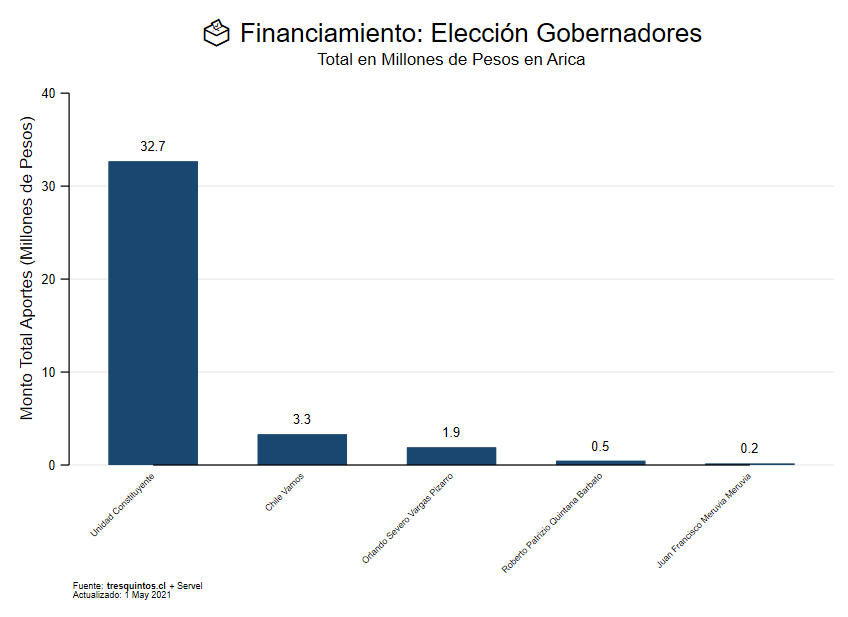 Financiamiento: Elección Gobernadores
Total en Millones de Pesos en Arica
Monto Total Aportes (Millones de Pesos)
40
30
20
10
0
32.7
3.3
1.9
0.5
0.2
Unidad Constituyente
Chile Vamos
Orlando Severo Vargas Pizarro
Roberto Patrizio Quintana Barbato
Juan Francisco Meruvia Meruvia
Fuente: tresquintos.cl + Servel
Actualizado: 1 May 2021